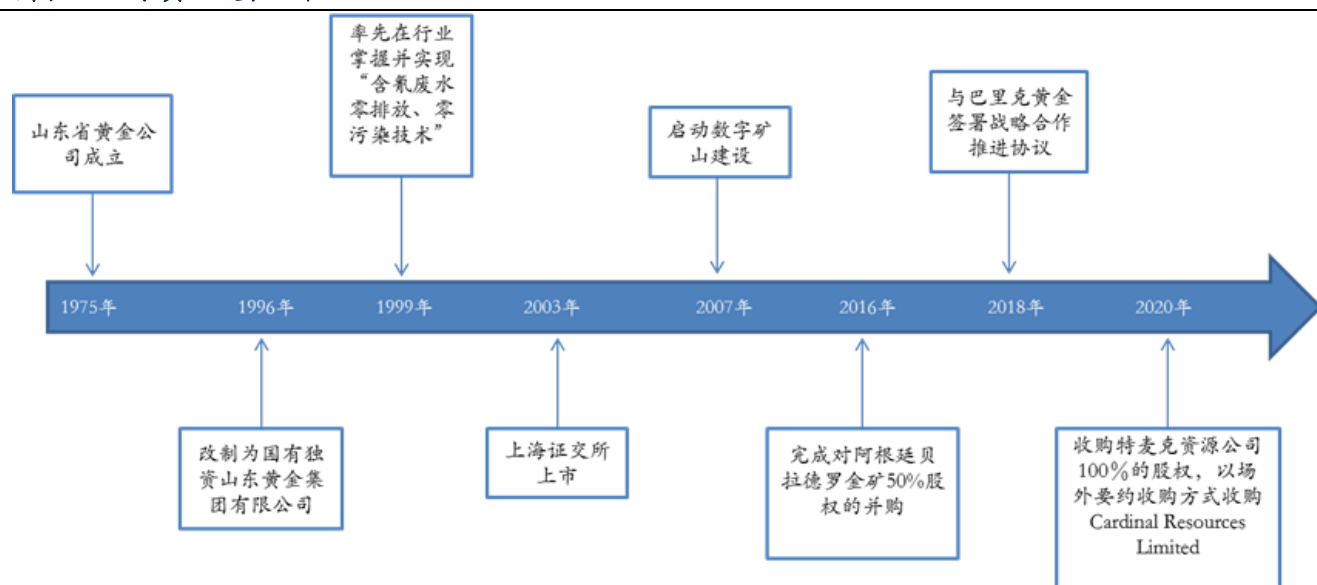 率先在行业
掌握并实现
“含氰废水
零排放、零
污染技术”
山东省黄金公
司成立
启动数字矿
山建设
与巴里克黄金
签署战略合作
推进协议
1975年
1996年
1999年
2003年
2007年
2016年
2018年
2020年
改制为国有独
资山东黄金集
团有限公司
上海证交所
上市
完成对阿根廷贝
拉德罗金矿50%股
权的并购
收购特麦克资源公司
100%的股权，以场
外要约收购方式收购
Cardinal Resources
Limited